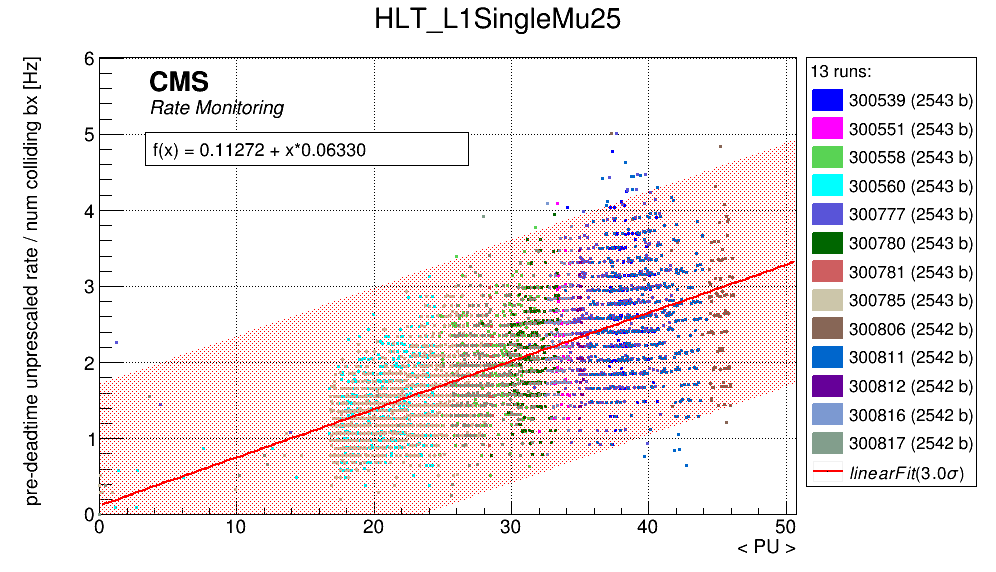 HLT_L1SingleMu25
pre-deadtime unprescaled rate / num colliding bx [Hz]
6
5
4
3
2
1
0
CMS
Rate Monitoring
f(x) = 0.11272 + x*0.06330
0
10
20
30
40
50
< PU >
13 runs:
300539 (2543 b)
300551 (2543 b)
300558 (2543 b)
300560 (2543 b)
300777 (2543 b)
300780 (2543 b)
300781 (2543 b)
300785 (2543 b)
300806 (2542 b)
300811 (2542 b)
300812 (2542 b)
300816 (2542 b)
300817 (2542 b)
linearFit(3.0σ)